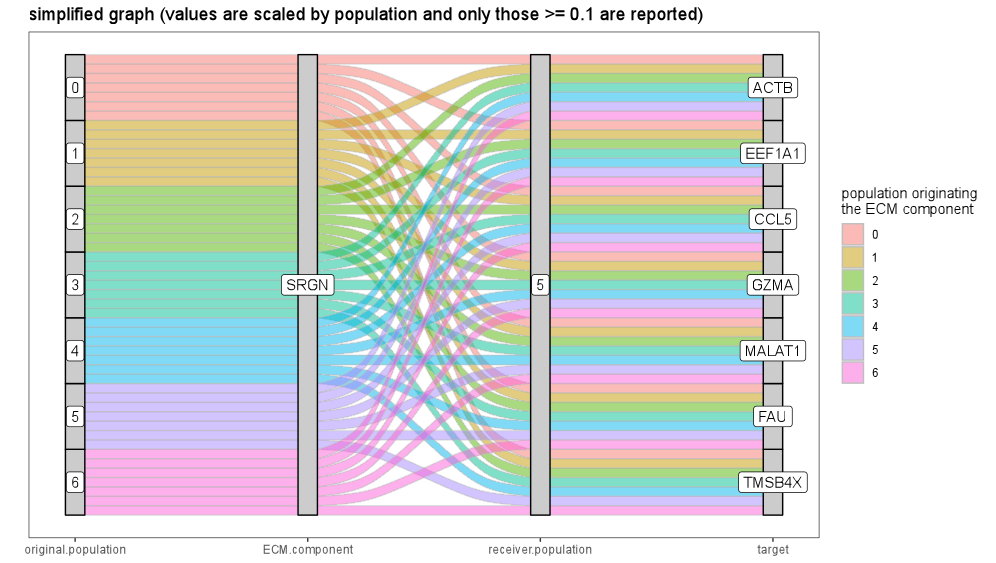 simplified graph (values are scaled by population and only those >= 0.1 are reported)
0
1
2
3
4
5
6
SRGN
5
ACTB
EEF1A1
CCL5
GZMA
MALAT1
FAU
TMSB4X
original.population
ECM.component
receiver.population
target
population originating
the ECM component
0
1
2
3
4
5
6